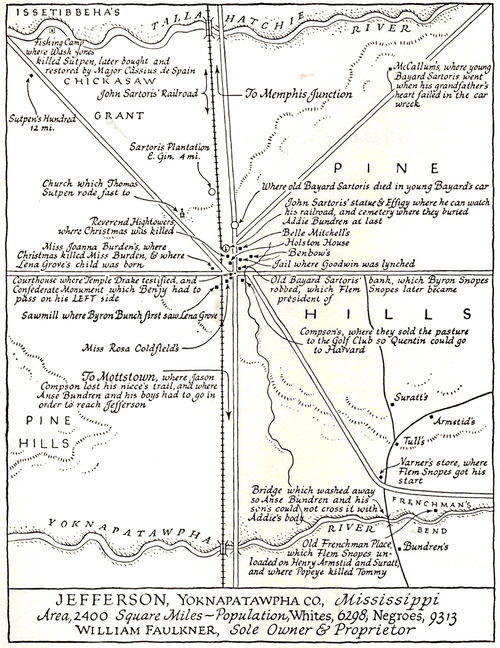 ISSETIBBEHA'S
TALLAHATCHIE RIVER
Fishing Camp
where Wash Jones
killed Sutpen, later bought and
restored by Major Cassius de Spain
CHICKASAW
GRANT
John Sartoris' Railroad
To Memphis Junction
McCallum's, where young
Bayard Sartoris went
when his grandfather's
heart failed in the car
wreck
Sutpen's Hundred
12 mi.
Sartoris Plantation
E. Gin. 4 mi.
PINE
Church which Thomas
Sutpen rode fast to
Where old Bayard Sartoris died in young Bayard's car
John Sartoris' statue & Effigy where he can watch
his railroad, and cemetery where they buried
Addie Bundren at last
Reverend Hightower's,
where Christmas was killed
Belle Mitchell's
Holston House
Benbow's
Jail where Goodwin was lynched
Miss Joanna Burden's, where
Christmas killed Miss Burden, & where
Lena Grove's child was born
Courthouse where Temple Drake testified, and
Confederate Monument which Benjy had to
pass on his LEFT side
Old Bayard Sartoris' bank, which Byron Snopes
robbed, which Flem Snopes later became
president of
HILLS
Sawmill where Byron Bunch first saw Lena Grove
Compson's, where they sold the pasture
to the Golf Club so Quentin could go
to Harvard
Miss Rosa Coldfield's
To Mottstown, where Jason
Compson lost his niece's trail, and where
Anse Bundren and his boys had to go in
order to reach Jefferson
Suratt's
Armstid's
PINE
HILLS
Tull's
Varner's store, where
Flem Snopes got his
start
Bridge which washed away
so Anse Bundren and his
sons could not cross it with
Addie's body
FRENCHMAN'S
BEND
YOKNAPATAWPHA RIVER
Old Frenchman Place,
which Flem Snopes un-
loaded on Henry Armstid and Suratt,
and where Popeye killed Tommy
Bundren's
JEFFERSON, YOKNAPATAWPHA CO., Mississippi
Area, 2400 Square Miles – Population, Whites, 6298; Negroes, 9313
WILLIAM FAULKNER, Sole Owner & Proprietor